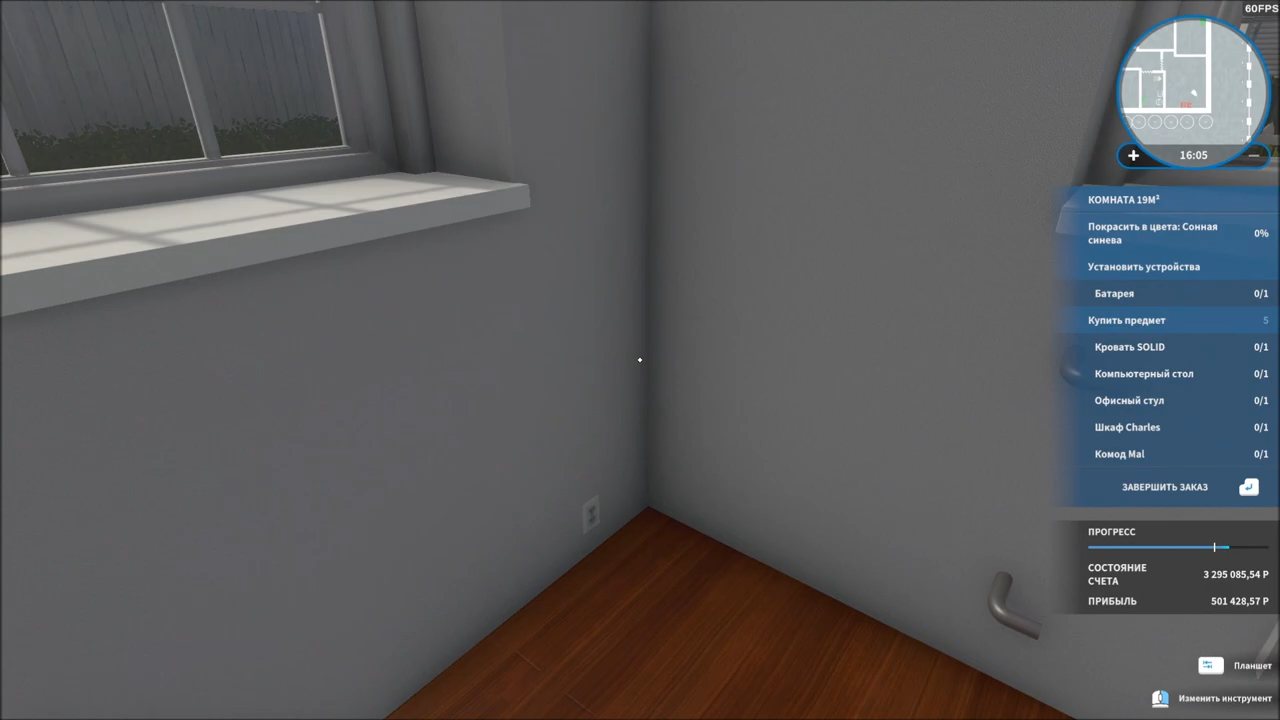 60FPS
16:05
КОМНАТА 19М²
Покрасить в цвета: Сонная
синева
0%
Установить устройства
Батарея 0/1
Купить предмет 5
Кровать SOLID 0/1
Компьютерный стол 0/1
Офисный стул 0/1
Шкаф Charles 0/1
Комод Mal 0/1
ЗАВЕРШИТЬ ЗАКАЗ
ПРОГРЕСС
СОСТОЯНИЕ
СЧЕТА
3 295 085,54 Р
ПРИБЫЛЬ 501 428,57 Р
Планшет
Изменить инструмент